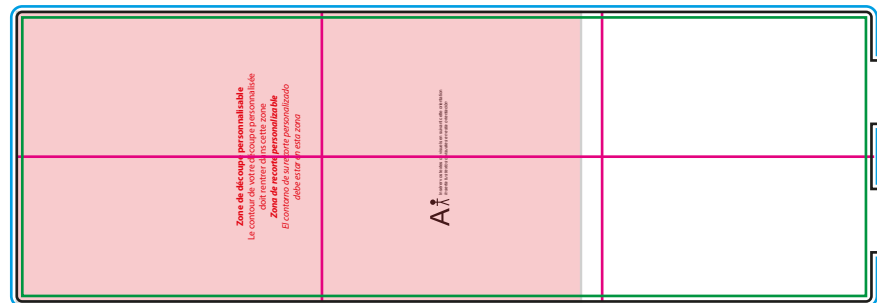 Zone de découpe personnalisable
Le contour de votre découpe personnalisée
doit rentrer dans cette zone
Zona de recorte personalizable
El contorno de su recorte personalizado
debe estar en esta zona
A